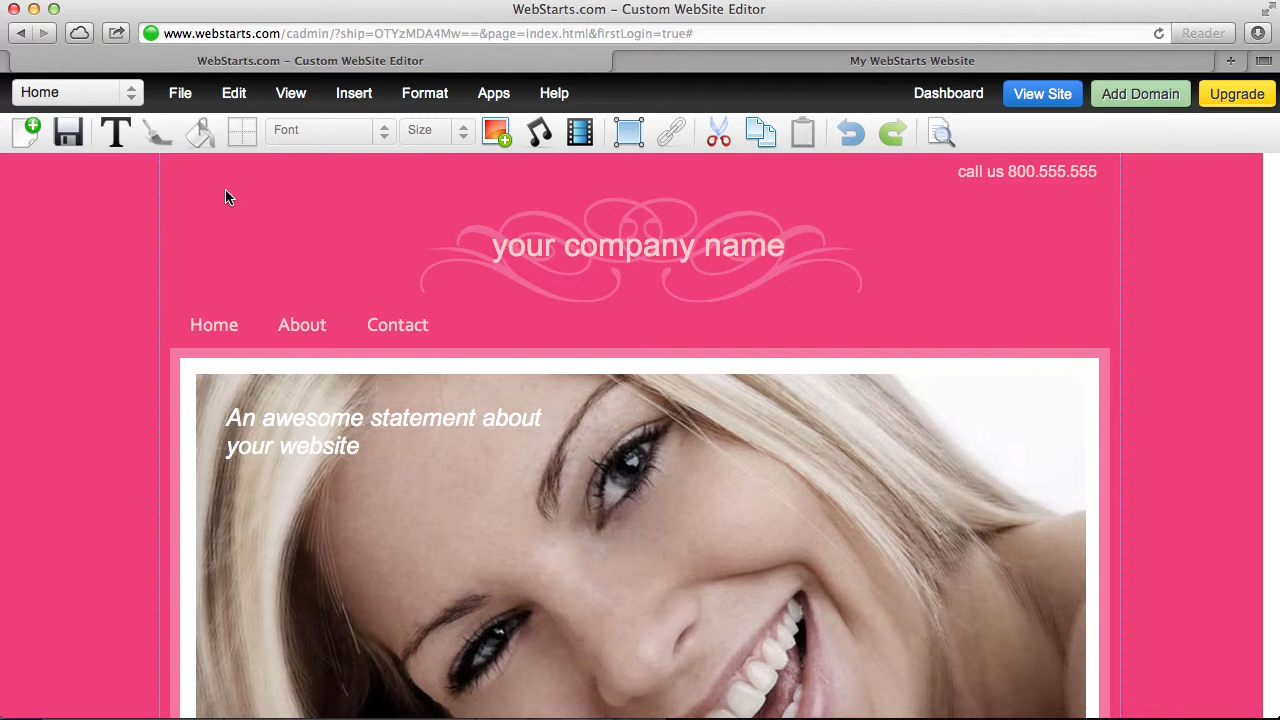 WebStarts.com – Custom WebSite Editor
www.webstarts.com/cadmin/?ship=OTYzMDA4Mw==&page=index.html&firstLogin=true#
Reader
WebStarts.com – Custom WebSite Editor
My WebStarts Website
Home
File
Edit
View
Insert
Format
Apps
Help
Dashboard
View Site
Add Domain
Upgrade
T
Font
Size
call us 800.555.555
your company name
Home
About
Contact
An awesome statement about
your website